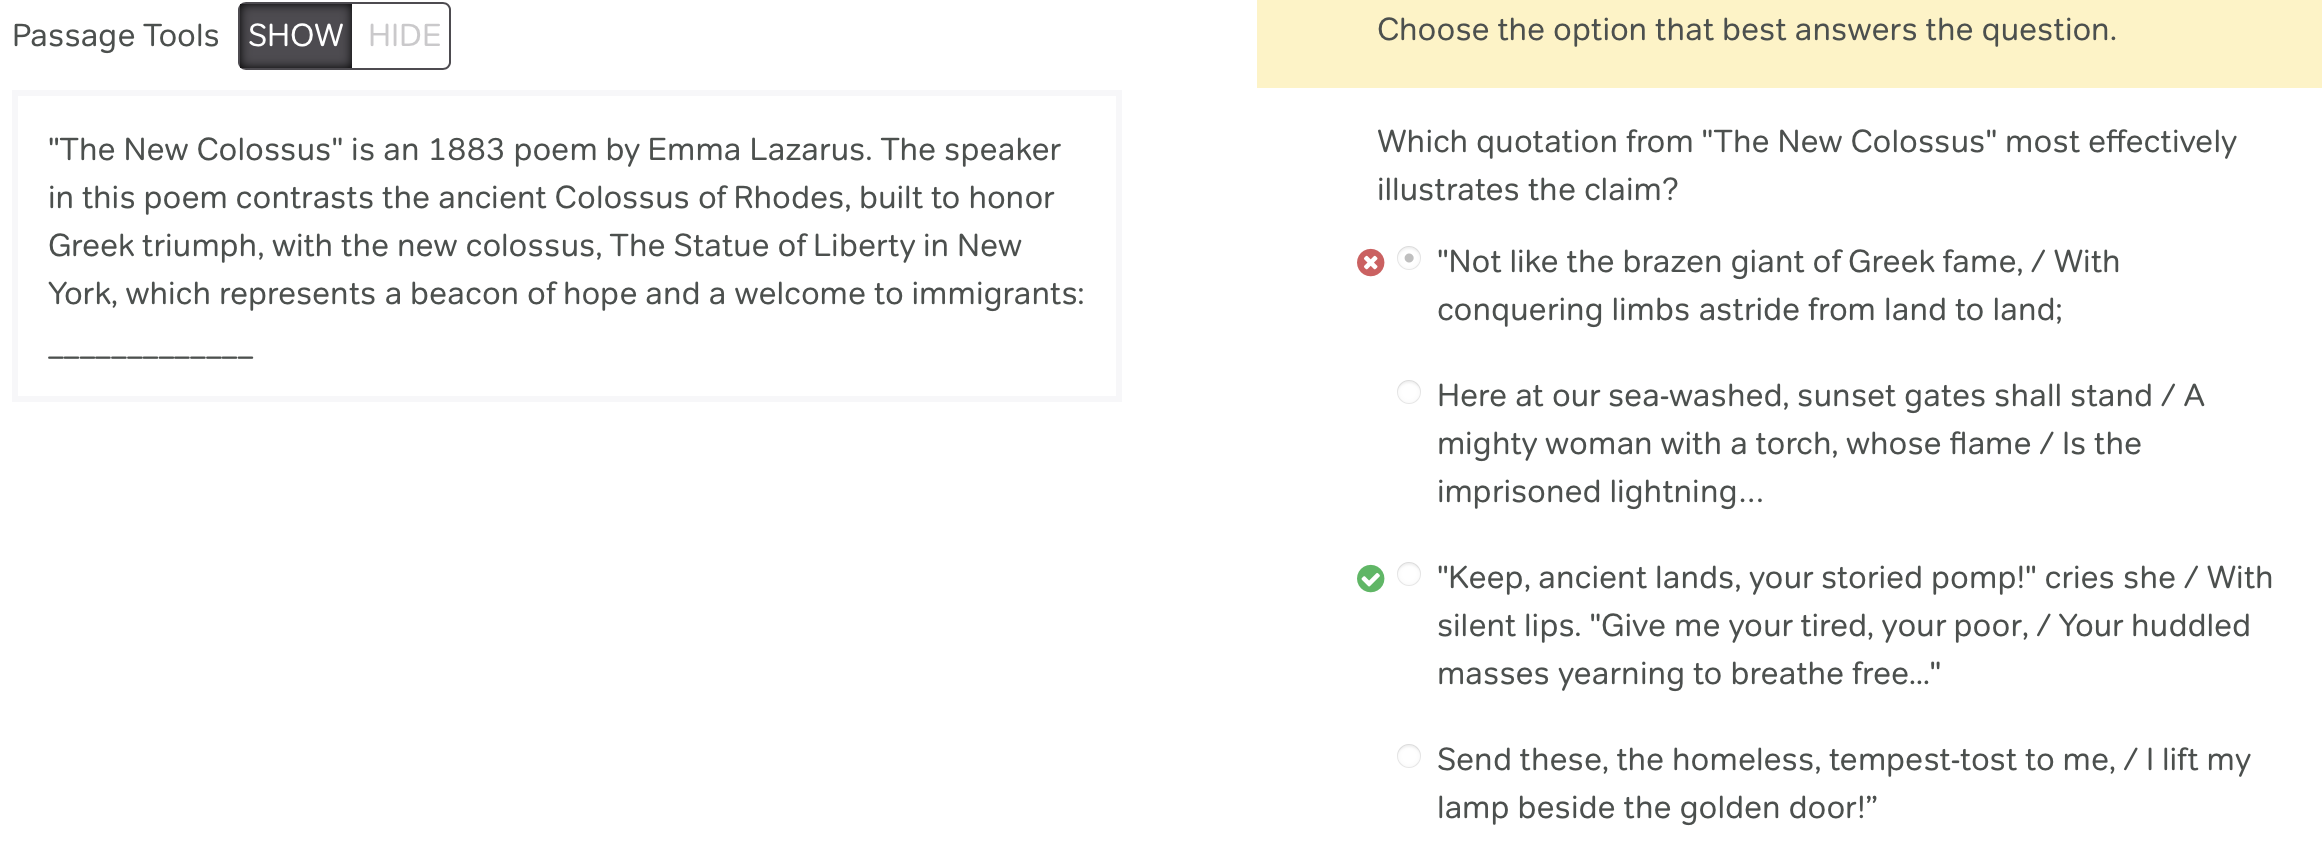 Passage Tools SHOW HIDE
"The New Colossus" is an 1883 poem by Emma Lazarus. The speaker
in this poem contrasts the ancient Colossus of Rhodes, built to honor
Greek triumph, with the new colossus, The Statue of Liberty in New
York, which represents a beacon of hope and a welcome to immigrants:
_____________
Choose the option that best answers the question.
Which quotation from "The New Colossus" most effectively
illustrates the claim?
"Not like the brazen giant of Greek fame, / With
conquering limbs astride from land to land;
Here at our sea-washed, sunset gates shall stand / A
mighty woman with a torch, whose flame / Is the
imprisoned lightning...
"Keep, ancient lands, your storied pomp!" cries she / With
silent lips. "Give me your tired, your poor, / Your huddled
masses yearning to breathe free..."
Send these, the homeless, tempest-tost to me, / I lift my
lamp beside the golden door!”